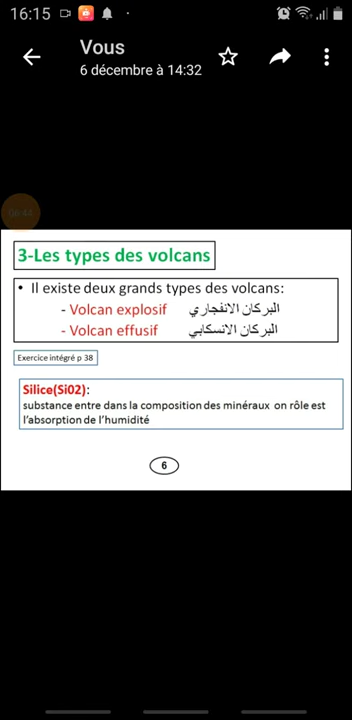 16:15
Vous
6 décembre à 14:32
06:44
3-Les types des volcans
• Il existe deux grands types des volcans:
- Volcan explosif البركان الانفجاري
- Volcan effusif البركان الانسكابي
Exercice intégré p 38
Silice(Si02):
substance entre dans la composition des minéraux on rôle est
l'absorption de l'humidité
6